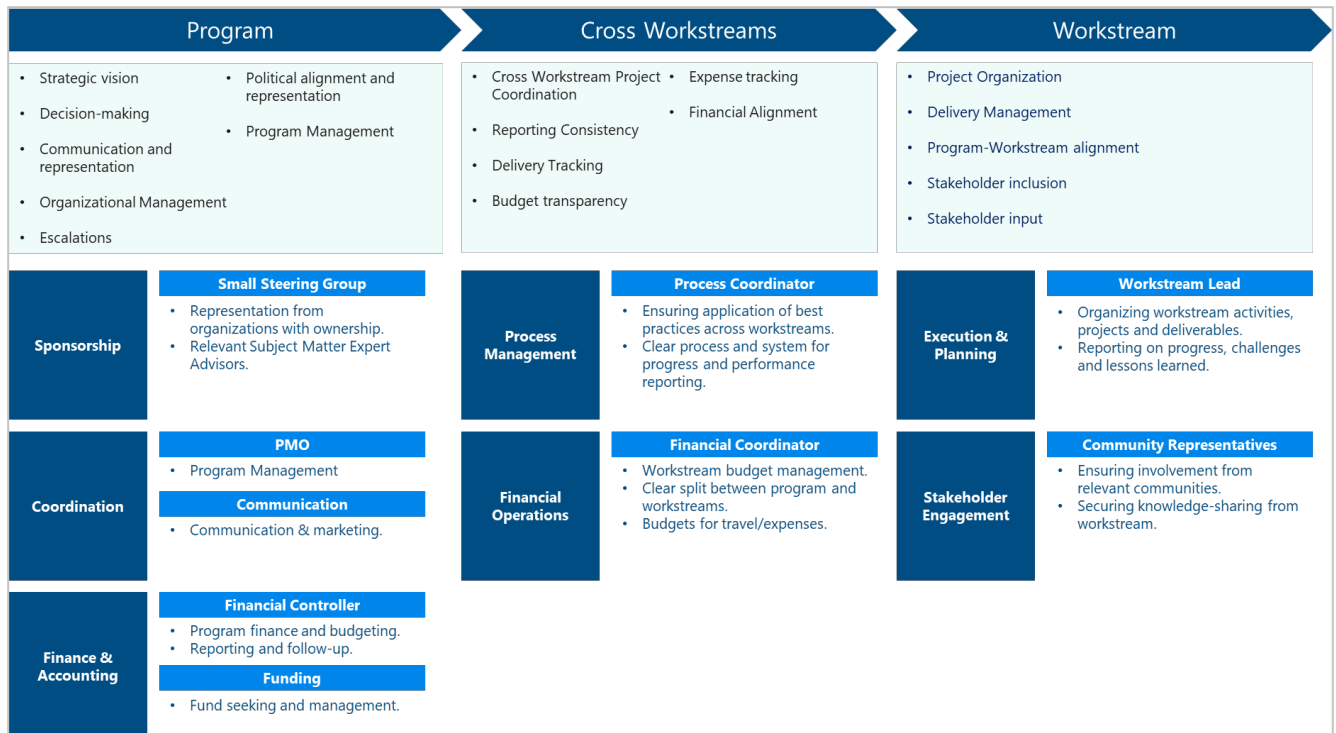 Program
Cross Workstreams
Workstream
• Strategic vision
• Decision-making
• Communication and
representation
• Organizational Management
• Escalations
• Political alignment and
representation
• Program Management
• Cross Workstream Project
Coordination
• Reporting Consistency
• Delivery Tracking
• Budget transparency
• Expense tracking
• Financial Alignment
• Project Organization
• Delivery Management
• Program-Workstream alignment
• Stakeholder inclusion
• Stakeholder input
Sponsorship
Small Steering Group
• Representation from
organizations with ownership.
• Relevant Subject Matter Expert
Advisors.
Coordination
PMO
• Program Management
Communication
• Communication & marketing.
Finance &
Accounting
Financial Controller
• Program finance and budgeting.
• Reporting and follow-up.
Funding
• Fund seeking and management.
Process
Management
Process Coordinator
• Ensuring application of best
practices across workstreams.
• Clear process and system for
progress and performance
reporting.
Financial
Operations
Financial Coordinator
• Workstream budget management.
• Clear split between program and
workstreams.
• Budgets for travel/expenses.
Execution &
Planning
Workstream Lead
• Organizing workstream activities,
projects and deliverables.
• Reporting on progress, challenges
and lessons learned.
Stakeholder
Engagement
Community Representatives
• Ensuring involvement from
relevant communities.
• Securing knowledge-sharing from
workstream.